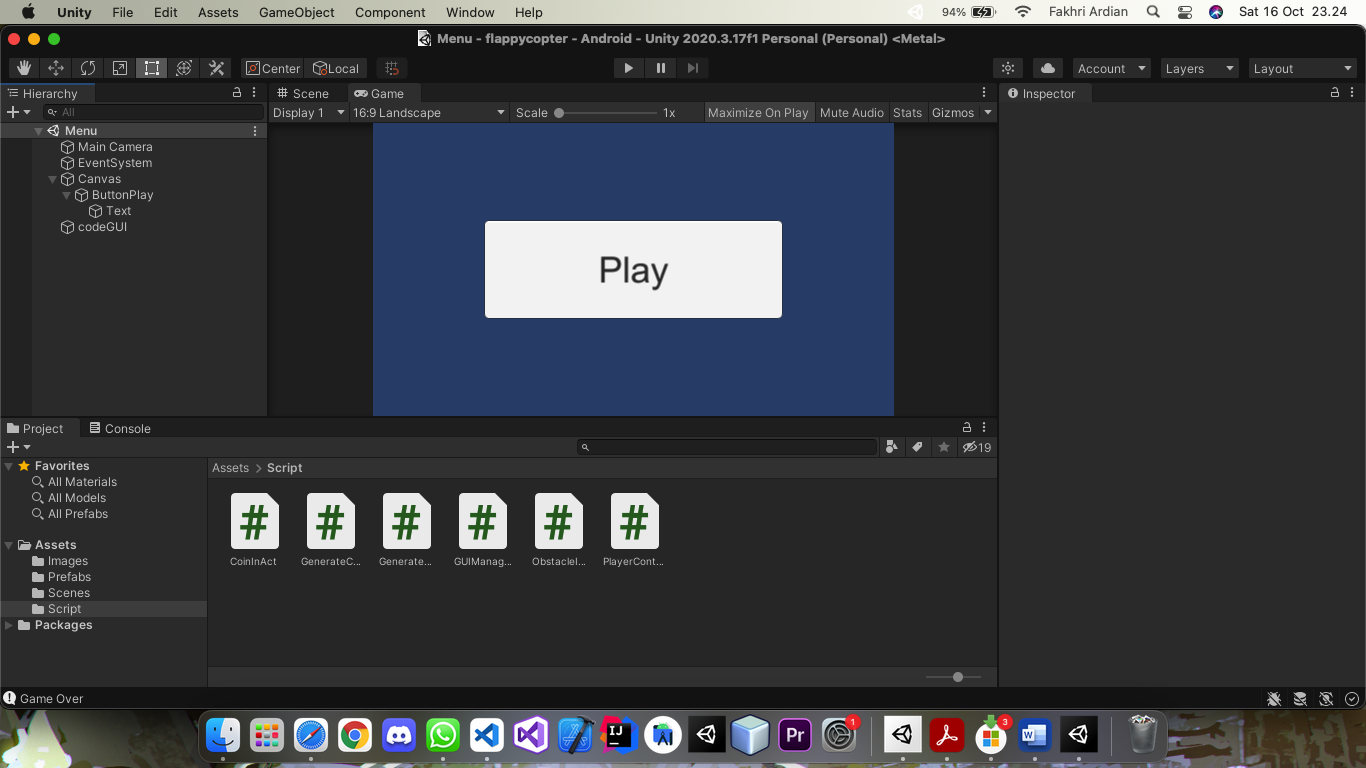 Unity File Edit Assets GameObject Component Window Help 94% Fakhri Ardian Sat 16 Oct 23.24
Menu - flappycopter - Android - Unity 2020.3.17f1 Personal (Personal) <Metal>
Center Local Account Layers Layout
Hierarchy
All
Menu
Main Camera
EventSystem
Canvas
ButtonPlay
Text
codeGUI
Scene Game
Display 1 16:9 Landscape Scale 1x Maximize On Play Mute Audio Stats Gizmos
Play
Inspector
Project Console
19
Favorites
All Materials
All Models
All Prefabs
Assets
Images
Prefabs
Scenes
Script
Packages
Assets > Script
# # # # # #
CoinInAct GenerateC... Generate... GUIManag... ObstacleI... PlayerCont...
Game Over
IJ Pr 1 3 W